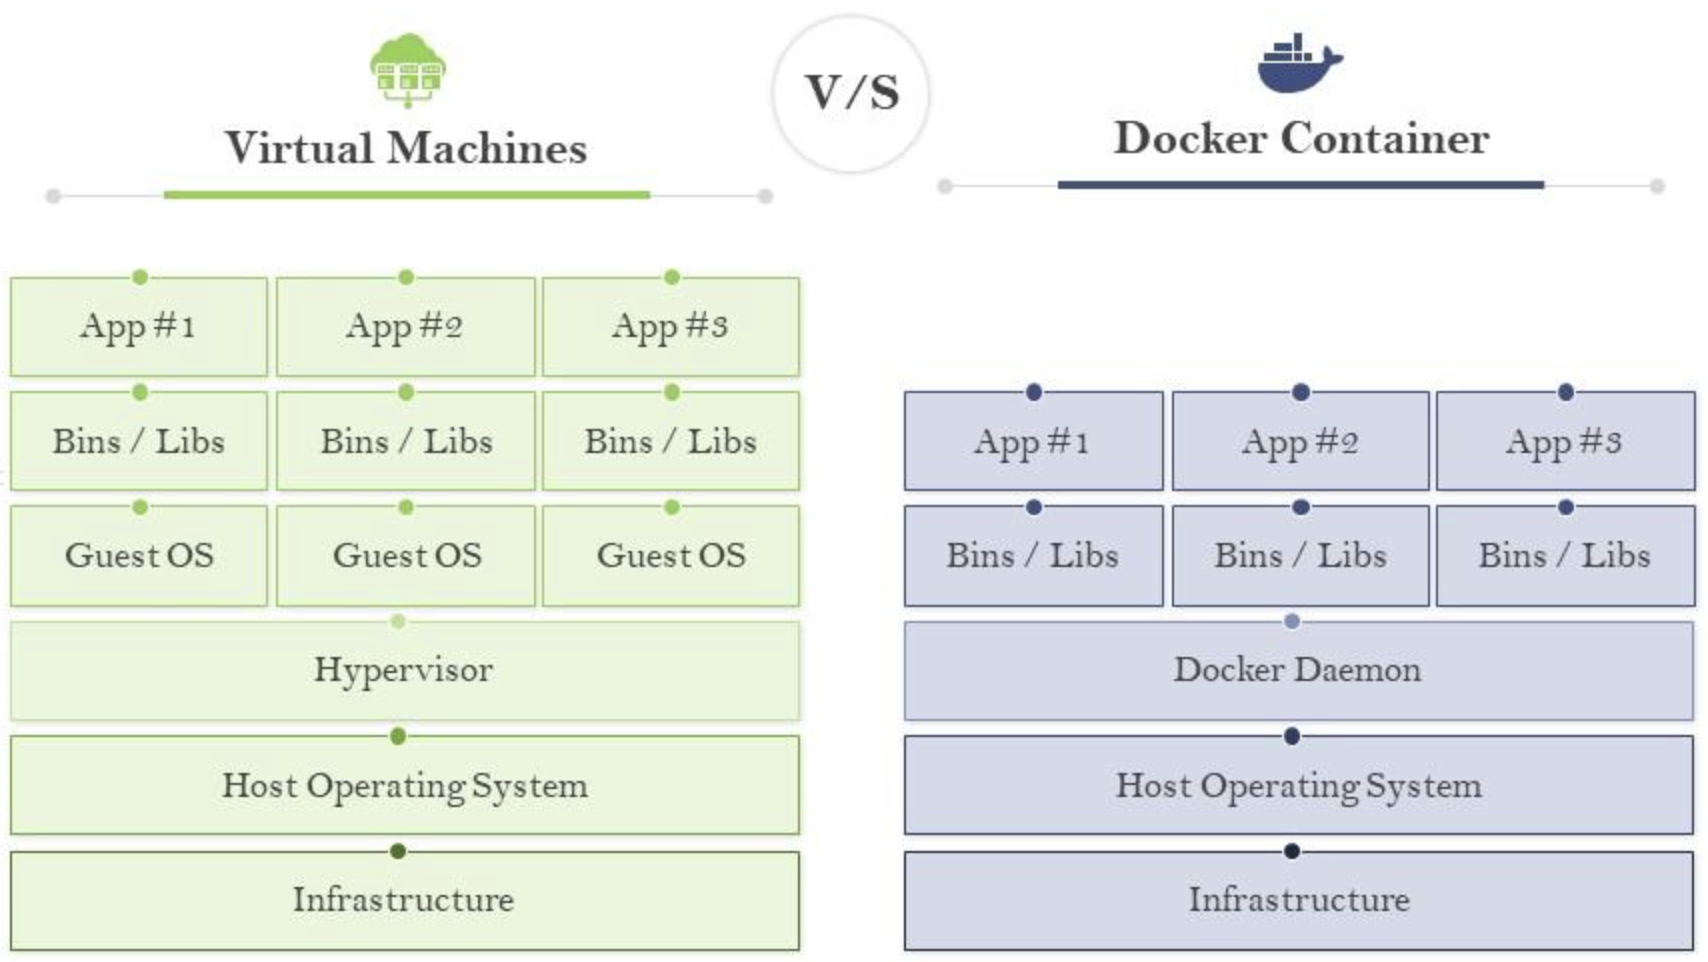 V/S
Virtual Machines
App #1 App #2 App #3
Bins / Libs Bins / Libs Bins / Libs
Guest OS Guest OS Guest OS
Hypervisor
Host Operating System
Infrastructure
Docker Container
App #1 App #2 App #3
Bins / Libs Bins / Libs Bins / Libs
Docker Daemon
Host Operating System
Infrastructure